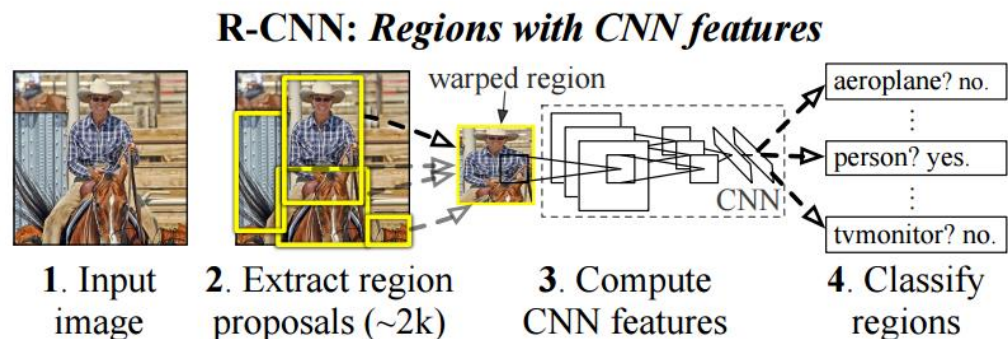 R-CNN: Regions with CNN features
warped region
aeroplane? no.
⋮
person? yes.
⋮
tvmonitor? no.
CNN
1. Input
image
2. Extract region
proposals (~2k)
3. Compute
CNN features
4. Classify
regions